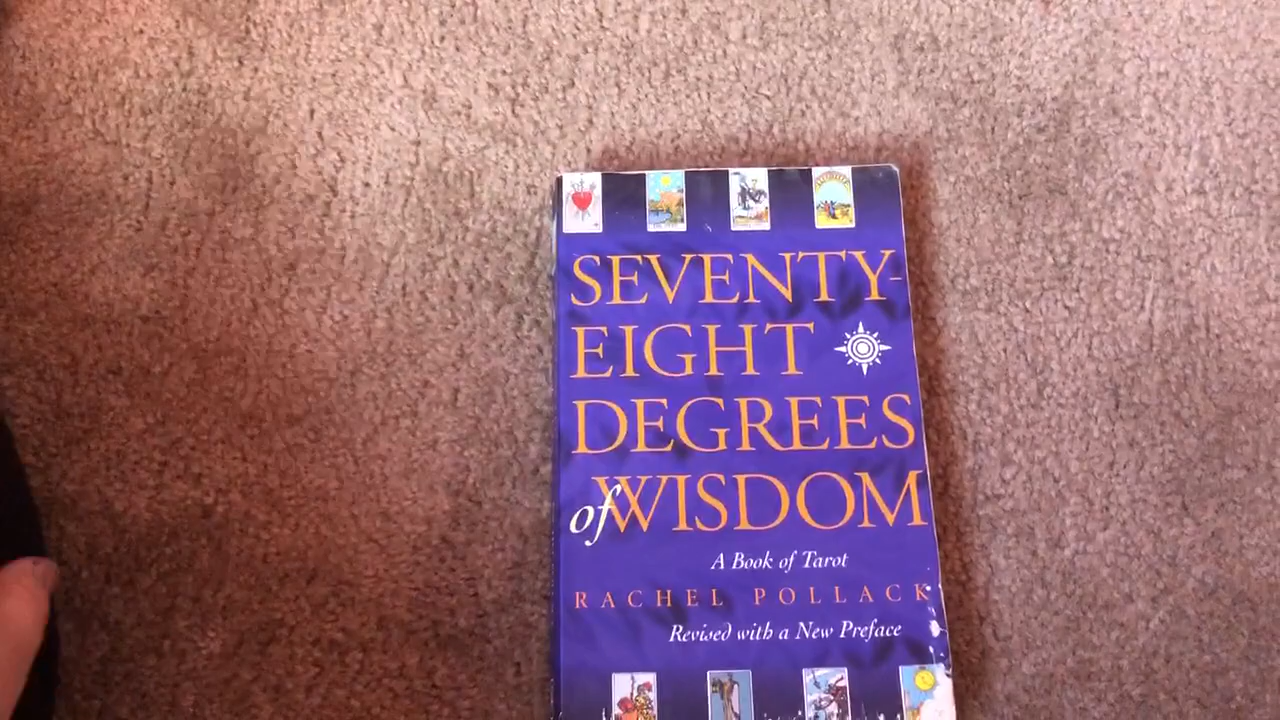 SEVENTY-
EIGHT
DEGREES
of WISDOM
A Book of Tarot
RACHEL POLLACK
Revised with a New Preface